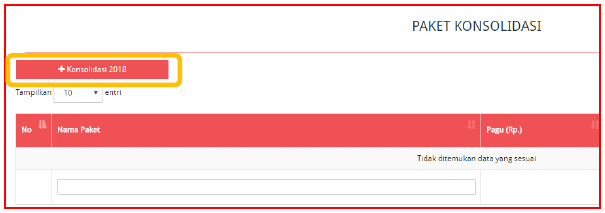 PAKET KONSOLIDASI
+ Konsolidasi 2018
Tampilkan 10 entri
No Nama Paket Pagu (Rp.)
Tidak ditemukan data yang sesuai